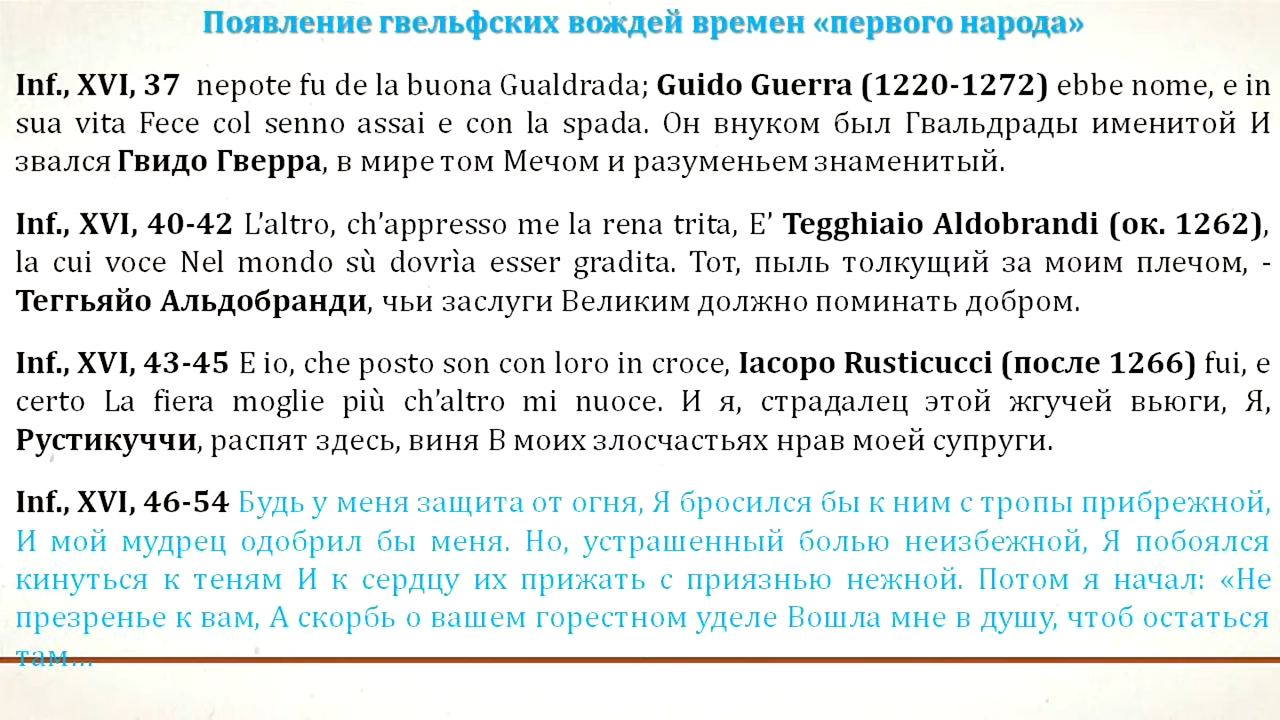 Появление гвельфских вождей времен «первого народа»
Inf., XVI, 37 nepote fu de la buona Gualdrada; Guido Guerra (1220-1272) ebbe nome, e in
sua vita Fece col senno assai e con la spada. Он внуком был Гвальдрады именитой И
звался Гвидо Гверра, в мире том Мечом и разуменьем знаменитый.
Inf., XVI, 40-42 L’altro, ch’appresso me la rena trita, E’ Tegghiaio Aldobrandi (ок. 1262),
la cui voce Nel mondo sù dovrìa esser gradita. Тот, пыль толкущий за моим плечом, -
Теггьяйо Альдобранди, чьи заслуги Великим должно поминать добром.
Inf., XVI, 43-45 E io, che posto son con loro in croce, Iacopo Rusticucci (после 1266) fui, e
certo La fiera moglie più ch’altro mi nuoce. И я, страдалец этой жгучей вьюги, Я,
Рустикуччи, распят здесь, виня В моих злосчастьях нрав моей супруги.
Inf., XVI, 46-54 Будь у меня защита от огня, Я бросился бы к ним с тропы прибрежной,
И мой мудрец одобрил бы меня. Но, устрашенный болью неизбежной, Я побоялся
кинуться к теням И к сердцу их прижать с приязнью нежной. Потом я начал: «Не
презренье к вам, А скорбь о вашем горестном уделе Вошла мне в душу, чтоб остаться
там...